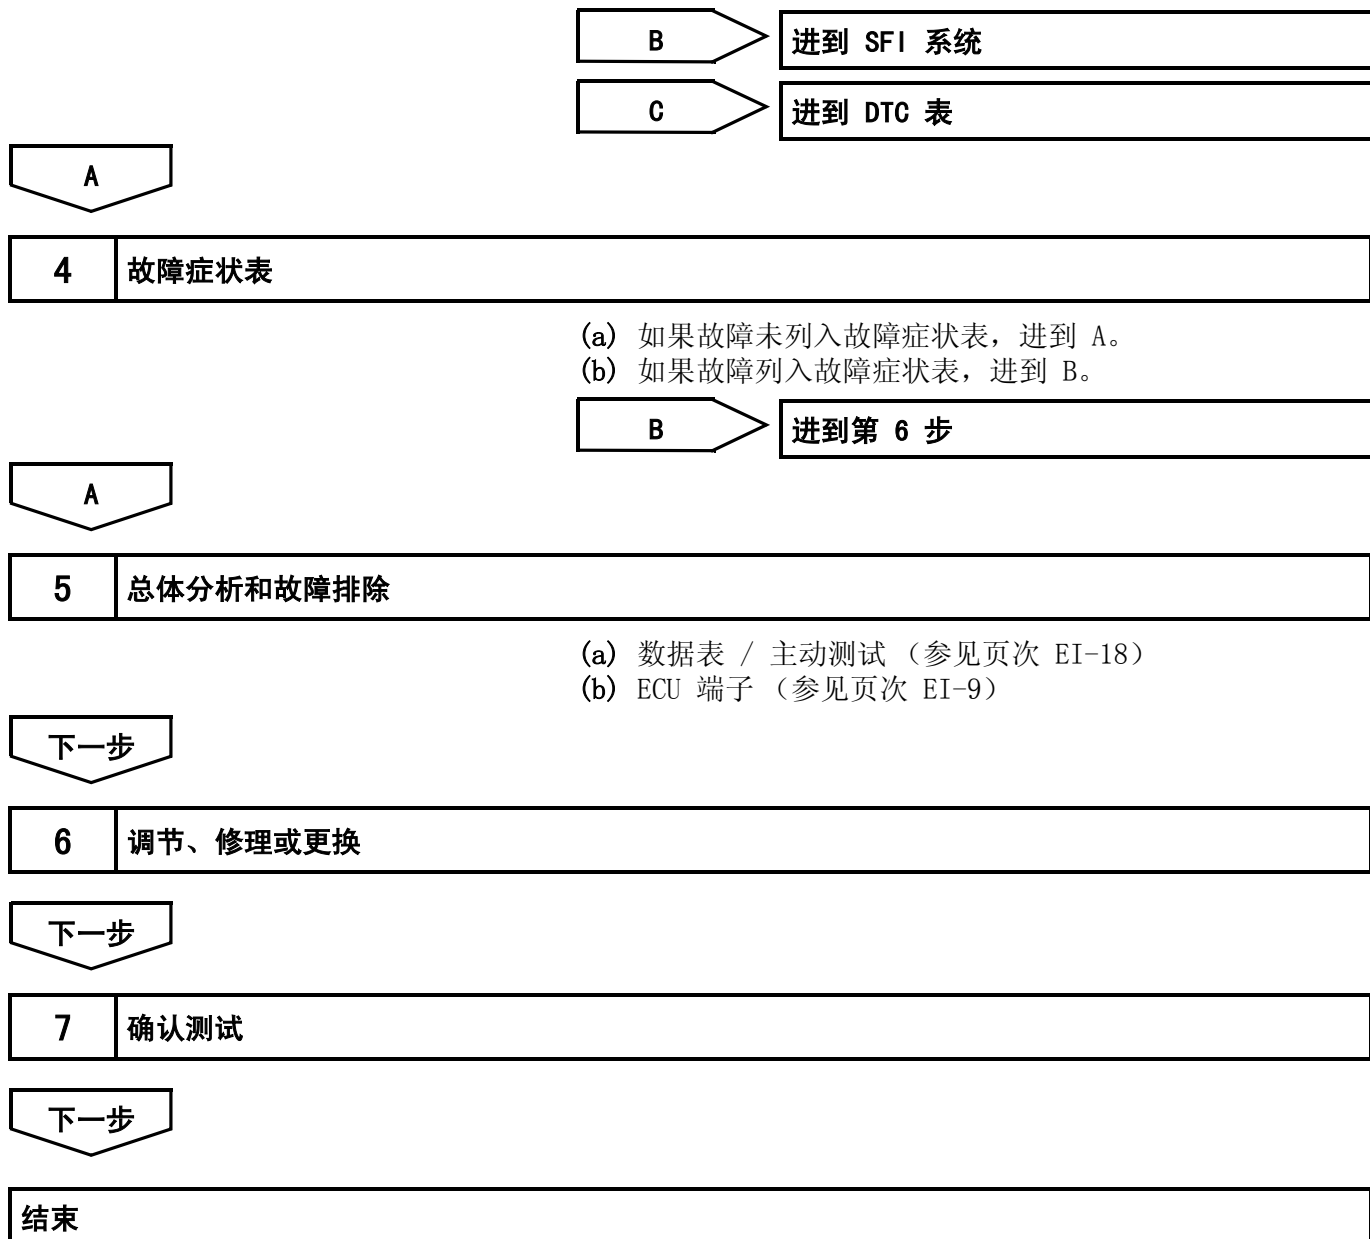 B 进到 SFI 系统
C 进到 DTC 表
A
4 故障症状表
(a) 如果故障未列入故障症状表，进到 A。
(b) 如果故障列入故障症状表，进到 B。
B 进到第 6 步
A
5 总体分析和故障排除
(a) 数据表 / 主动测试 （参见页次 EI-18）
(b) ECU 端子 （参见页次 EI-9）
下一步
6 调节、修理或更换
下一步
7 确认测试
下一步
结束